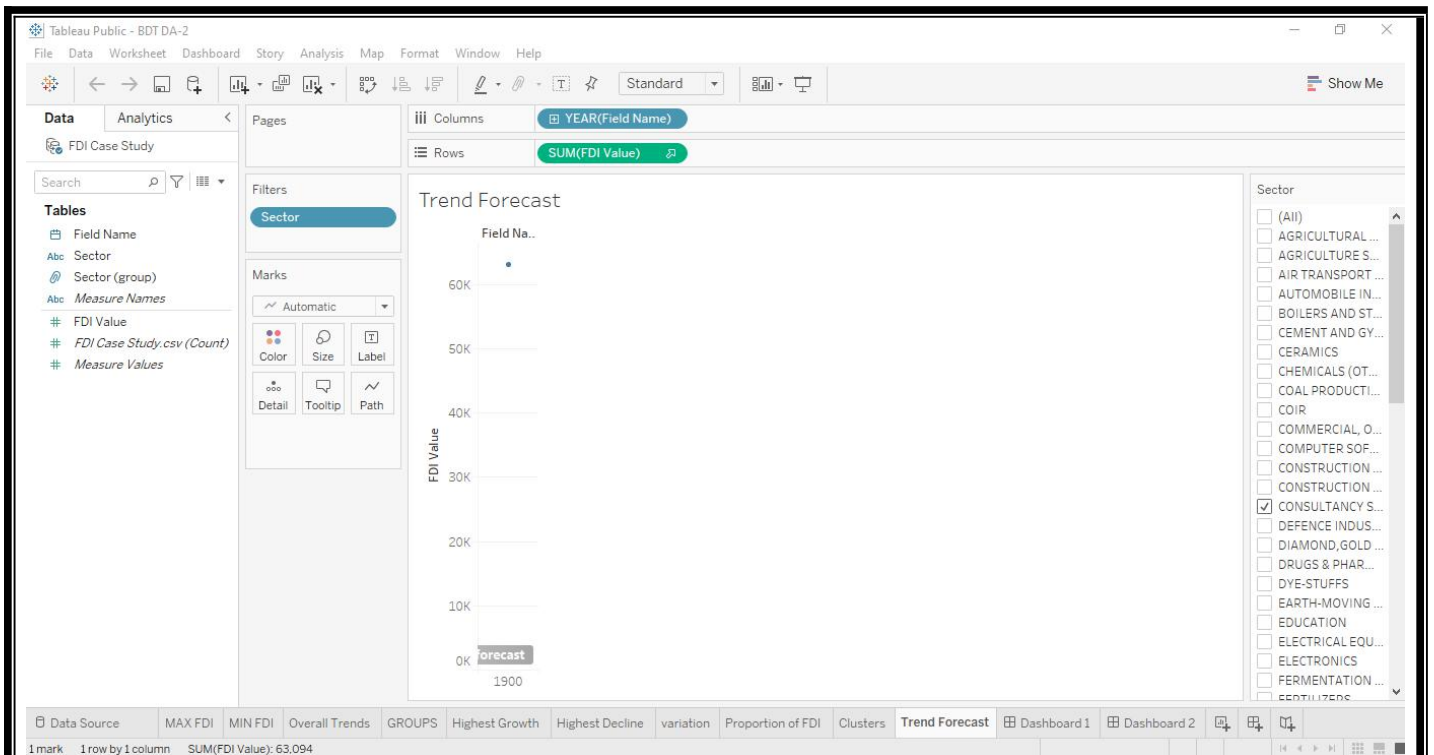 Tableau Public - BDT DA-2
File Data Worksheet Dashboard Story Analysis Map Format Window Help
Standard
Show Me
Data Analytics
FDI Case Study
Search
Tables
Field Name
Abc Sector
Sector (group)
Abc Measure Names
# FDI Value
# FDI Case Study.csv (Count)
# Measure Values
Pages
Filters
Sector
Marks
Automatic
Color Size Label
Detail Tooltip Path
Columns YEAR(Field Name)
Rows SUM(FDI Value)
Trend Forecast
Field Na..
60K
50K
40K
30K
20K
10K
0K
FDI Value
orecast
1900
Sector
(All)
AGRICULTURAL ...
AGRICULTURE S...
AIR TRANSPORT ...
AUTOMOBILE IN...
BOILERS AND ST...
CEMENT AND GY...
CERAMICS
CHEMICALS (OT...
COAL PRODUCTI...
COIR
COMMERCIAL, O...
COMPUTER SOF...
CONSTRUCTION ...
CONSTRUCTION ...
CONSULTANCY S...
DEFENCE INDUS...
DIAMOND,GOLD ...
DRUGS & PHAR...
DYE-STUFFS
EARTH-MOVING ...
EDUCATION
ELECTRICAL EQU...
ELECTRONICS
FERMENTATION ...
FERTILIZERS
Data Source MAX FDI MIN FDI Overall Trends GROUPS Highest Growth Highest Decline variation Proportion of FDI Clusters Trend Forecast Dashboard 1 Dashboard 2
1 mark 1 row by 1 column SUM(FDI Value): 63,094